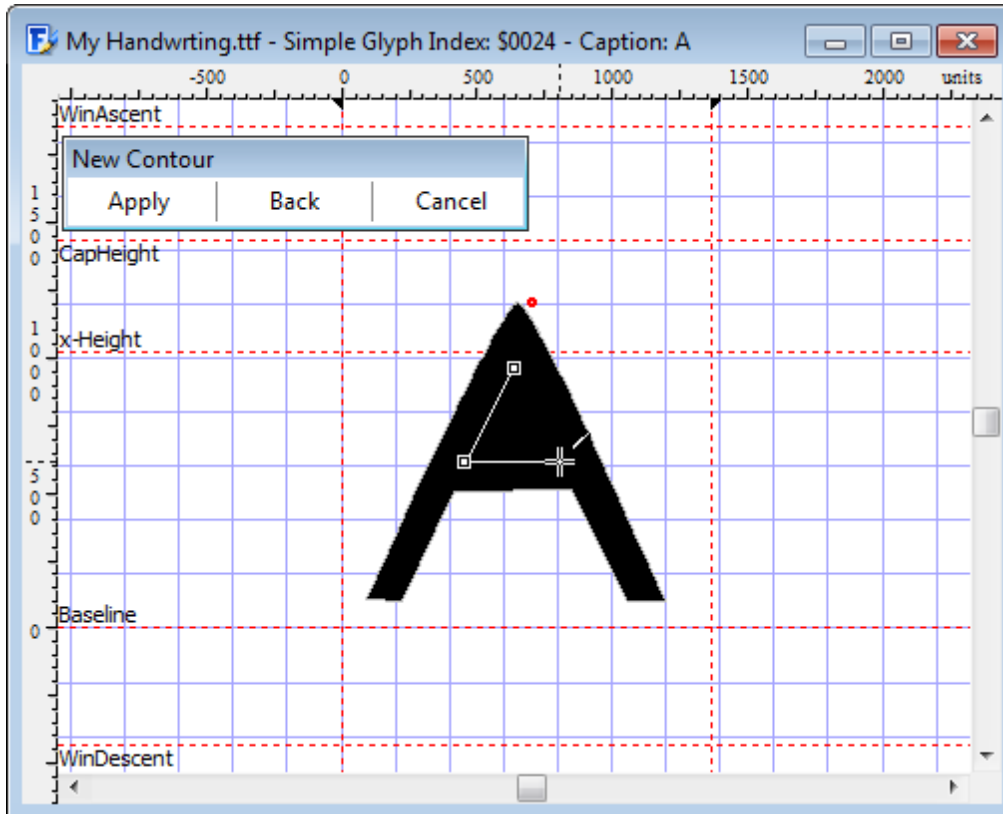 My Handwrting.ttf - Simple Glyph Index: $0024 - Caption: A
-500 0 500 1000 1500 2000 units
WinAscent
New Contour
Apply Back Cancel
1500
CapHeight
1000
x-Height
500
Baseline
0
WinDescent
A